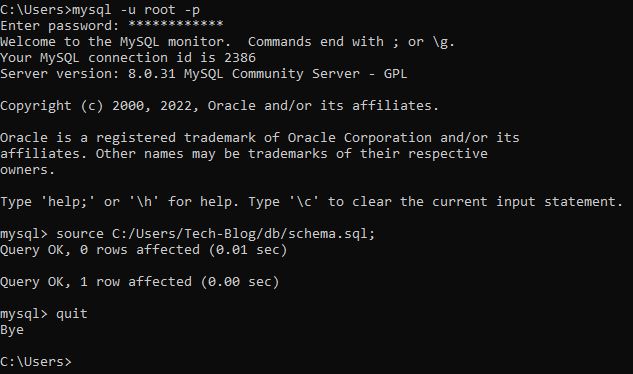 C:\Users>mysql -u root -p
Enter password: ************
Welcome to the MySQL monitor.  Commands end with ; or \g.
Your MySQL connection id is 2386
Server version: 8.0.31 MySQL Community Server - GPL

Copyright (c) 2000, 2022, Oracle and/or its affiliates.

Oracle is a registered trademark of Oracle Corporation and/or its
affiliates. Other names may be trademarks of their respective
owners.

Type 'help;' or '\h' for help. Type '\c' to clear the current input statement.

mysql> source C:/Users/Tech-Blog/db/schema.sql;
Query OK, 0 rows affected (0.01 sec)

Query OK, 1 row affected (0.00 sec)

mysql> quit
Bye

C:\Users>